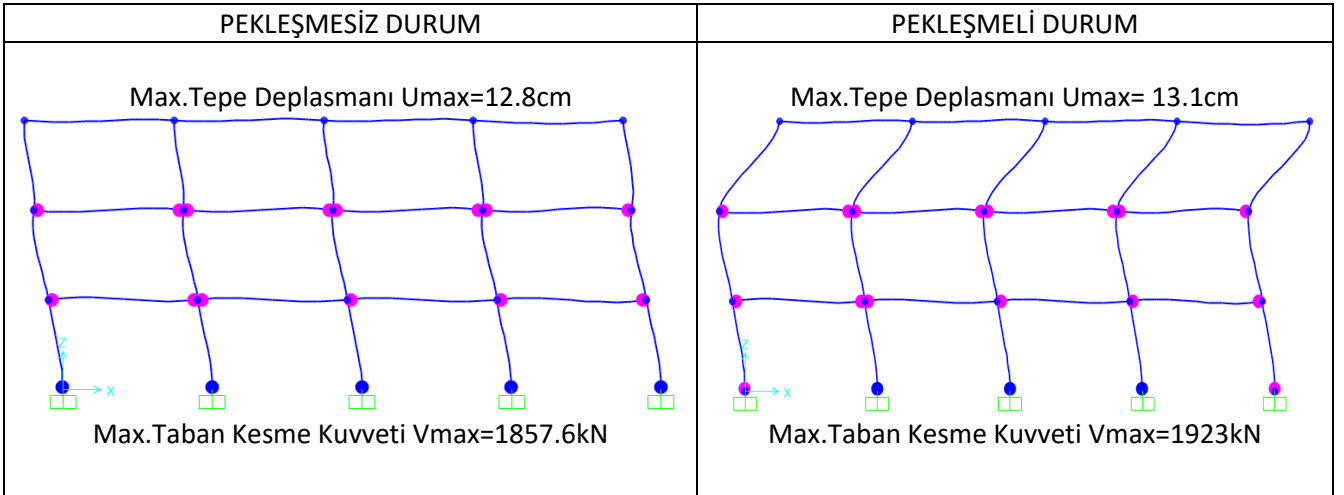 PEKLEŞMESİZ DURUM
Max.Tepe Deplasmanı Umax=12.8cm
Z
X
Max.Taban Kesme Kuvveti Vmax=1857.6kN
PEKLEŞMELİ DURUM
Max.Tepe Deplasmanı Umax= 13.1cm
Z
X
Max.Taban Kesme Kuvveti Vmax=1923kN